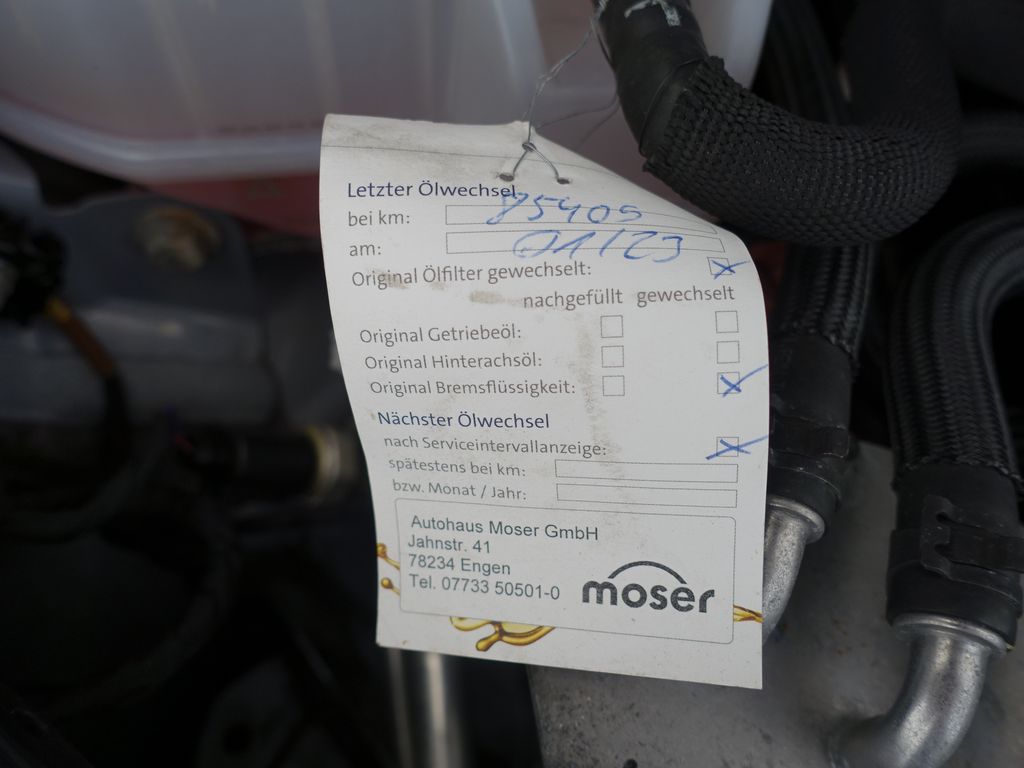 Letzter Ölwechsel
bei km: 75409
am: 01/23
Original Ölfilter gewechselt:
nachgefüllt gewechselt
Original Getriebeöl:
Original Hinterachsöl:
Original Bremsflüssigkeit:
Nächster Ölwechsel
nach Serviceintervallanzeige:
spätestens bei km:
bzw. Monat / Jahr:
Autohaus Moser GmbH
Jahnstr. 41
78234 Engen
Tel. 07733 50501-0
moser